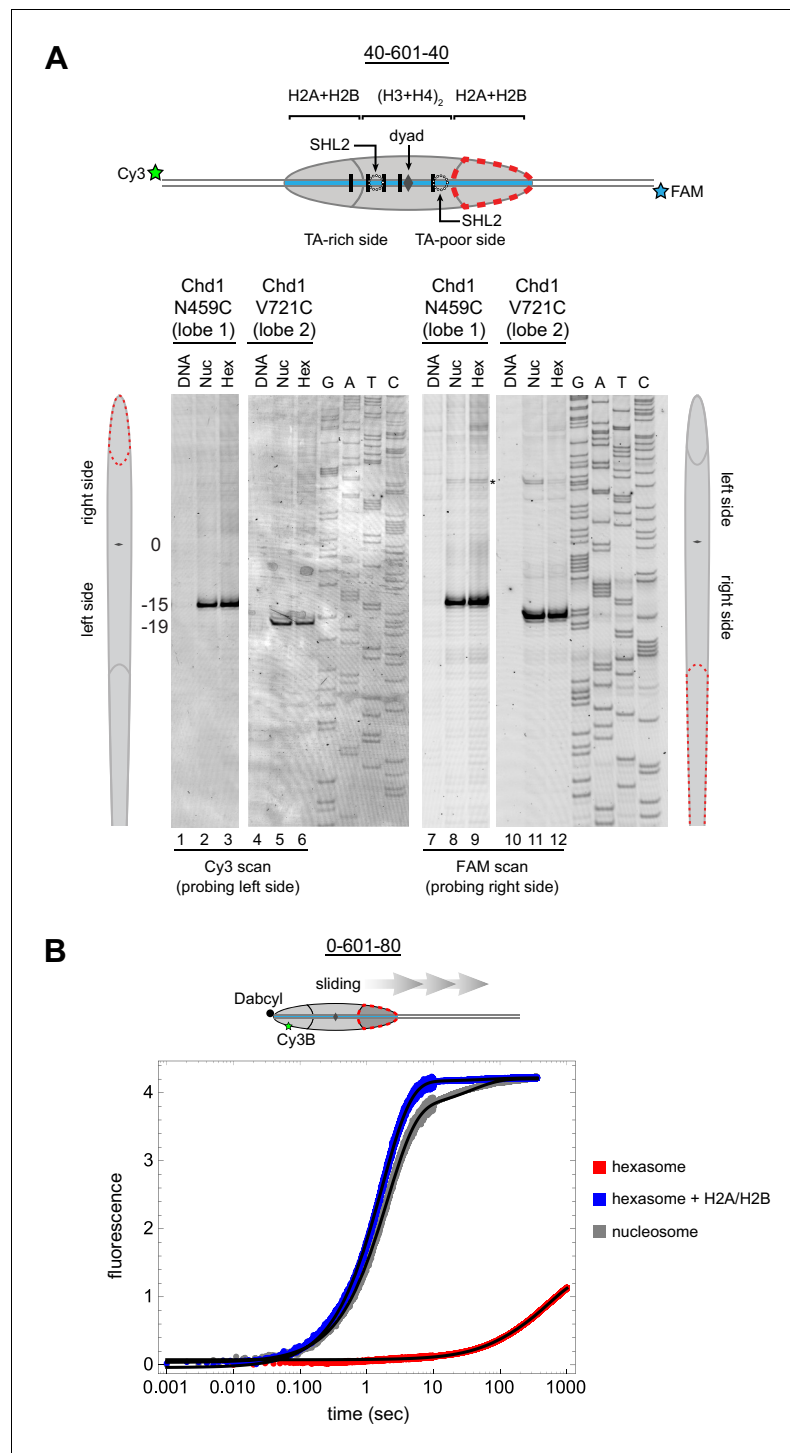 A
40-601-40
H2A+H2B (H3+H4)2 H2A+H2B
SHL2 dyad
Cy3
FAM
SHL2
TA-rich side TA-poor side
Chd1 Chd1 Chd1 Chd1
N459C V721C N459C V721C
(lobe 1) (lobe 2) (lobe 1) (lobe 2)
DNA Nuc Hex DNA Nuc Hex G A T C DNA Nuc Hex DNA Nuc Hex G A T C
right side
left side
0
-15
-19
*
left side
right side
1 2 3 4 5 6 7 8 9 10 11 12
Cy3 scan FAM scan
(probing left side) (probing right side)
B
0-601-80
sliding
Dabcyl
Cy3B
4
3
2
1
0
fluorescence
0.001 0.010 0.100 1 10 100 1000
time (sec)
hexasome
hexasome + H2A/H2B
nucleosome